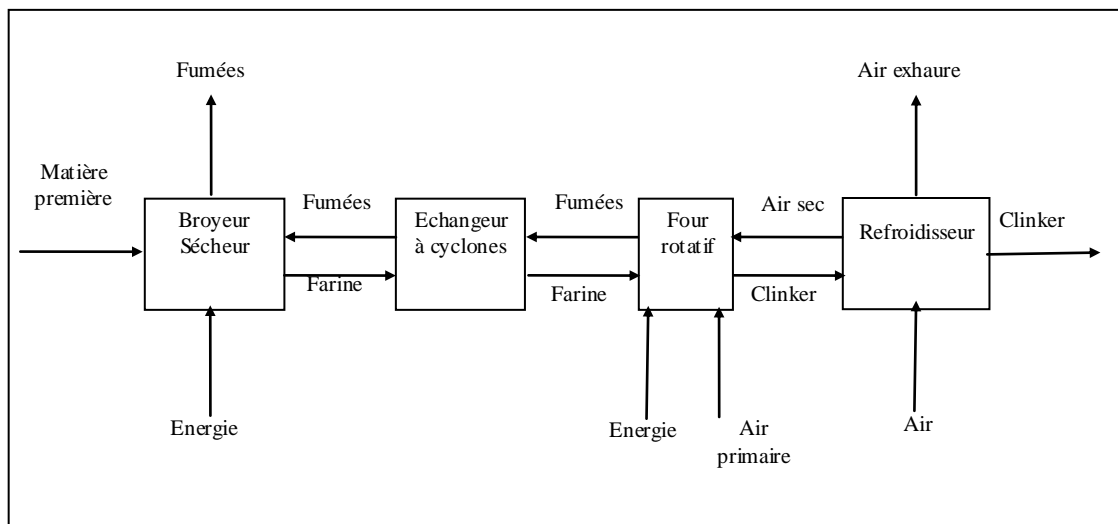 Fumées
Air exhaure
Matière
première
Broyeur
Sécheur
Fumées
Farine
Echangeur
à cyclones
Fumées
Farine
Four
rotatif
Air sec
Clinker
Refroidisseur
Clinker
Energie
Energie
Air
primaire
Air